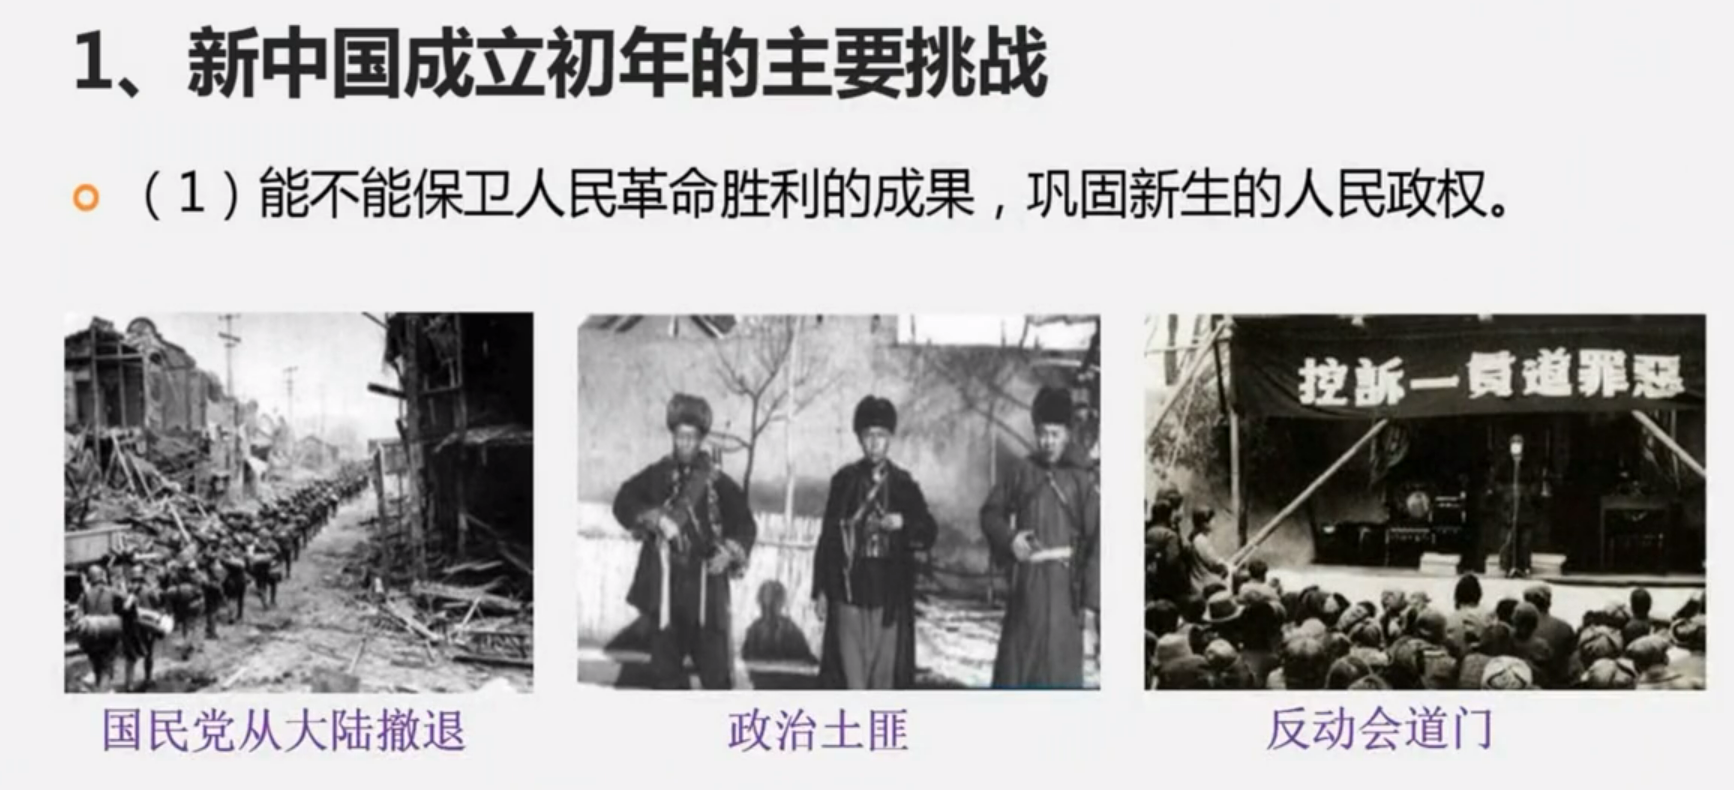 1、新中国成立初年的主要挑战
（1）能不能保卫人民革命胜利的成果，巩固新生的人民政权。
控訴一貫道罪惡
国民党从大陆撤退
政治土匪
反动会道门